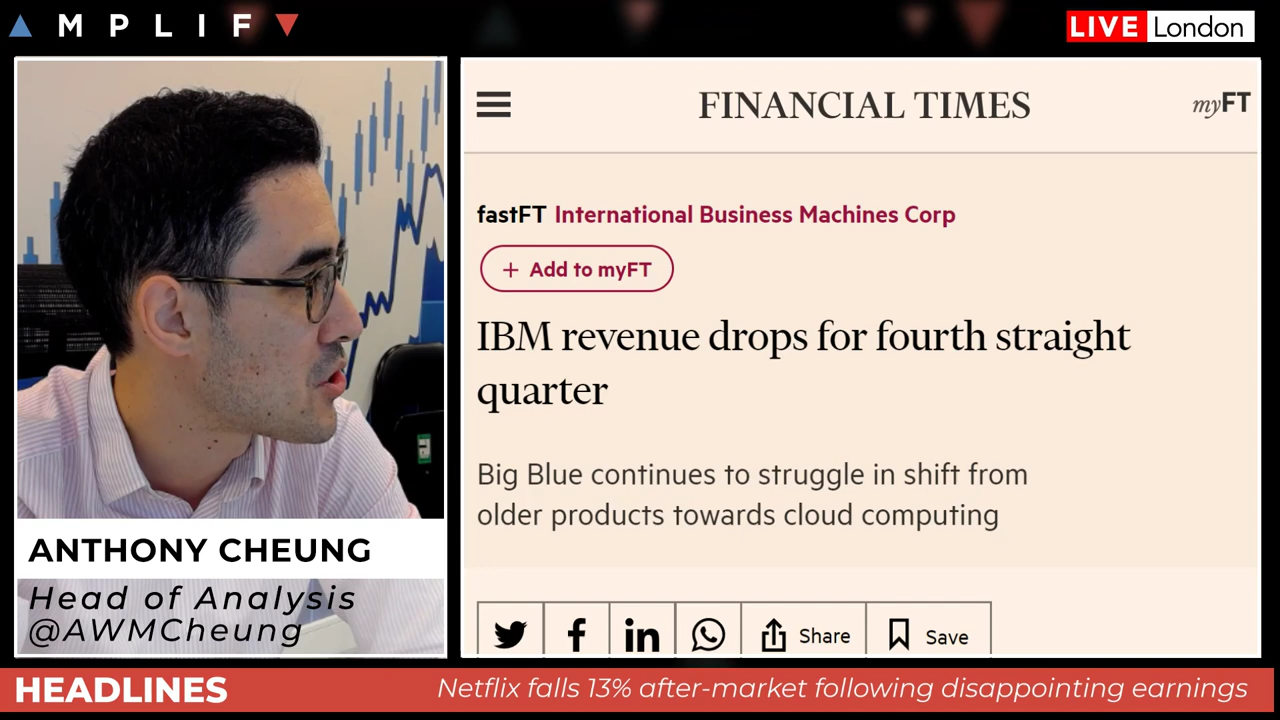 MPLIF
LIVE London
FINANCIAL TIMES
myFT
fastFT International Business Machines Corp
+ Add to myFT
IBM revenue drops for fourth straight
quarter
Big Blue continues to struggle in shift from
older products towards cloud computing
Share
Save
ANTHONY CHEUNG
Head of Analysis
@AWMCheung
HEADLINES
Netflix falls 13% after-market following disappointing earnings